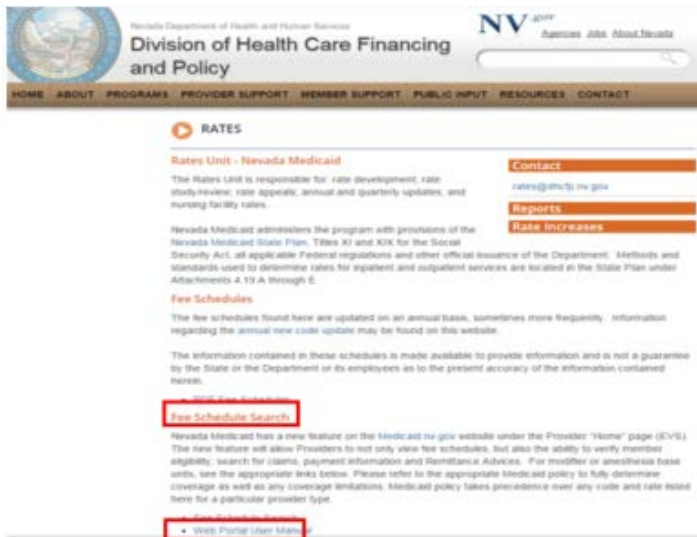 Nevada Department of Health and Human Services
Division of Health Care Financing
and Policy
NV.gov
Agencies Jobs About Nevada
HOME ABOUT PROGRAMS PROVIDER SUPPORT MEMBER SUPPORT PUBLIC INPUT RESOURCES CONTACT
RATES
Rates Unit - Nevada Medicaid
The Rates Unit is responsible for: rate development; rate
study/review; rate appeals; annual and quarterly updates; and
nursing facility rates.
Contact
rates@dhcfp.nv.gov
Reports
Rate Increases
Nevada Medicaid administers the program with provisions of the
Nevada Medicaid State Plan, Titles XI and XIX for the Social
Security Act, all applicable Federal regulations and other official issuance of the Department. Methods and
standards used to determine rates for inpatient and outpatient services are located in the State Plan under
Attachments 4.19 A through E.
Fee Schedules
The fee schedules found here are updated on an annual basis, sometimes more frequently. Information
regarding the annual new code update may be found on this website.
The information contained in these schedules is made available to provide information and is not a guarantee
by the State or the Department or its employees as to the present accuracy of the information contained
herein.
PDF Fee Schedules
Fee Schedule Search
Nevada Medicaid has a new feature on the Medicaid.nv.gov website under the Provider "Home" page (EVS).
The new feature will allow Providers to not only view fee schedules, but also the ability to verify member
eligibility, search for claims, payment information and Remittance Advices. For modifier or anesthesia base
units, see the appropriate links below. Please refer to the appropriate Medicaid policy to fully determine
coverage as well as any coverage limitations. Medicaid policy takes precedence over any code and rate listed
here for a particular provider type.
Fee Schedule Search
Web Portal User Manual